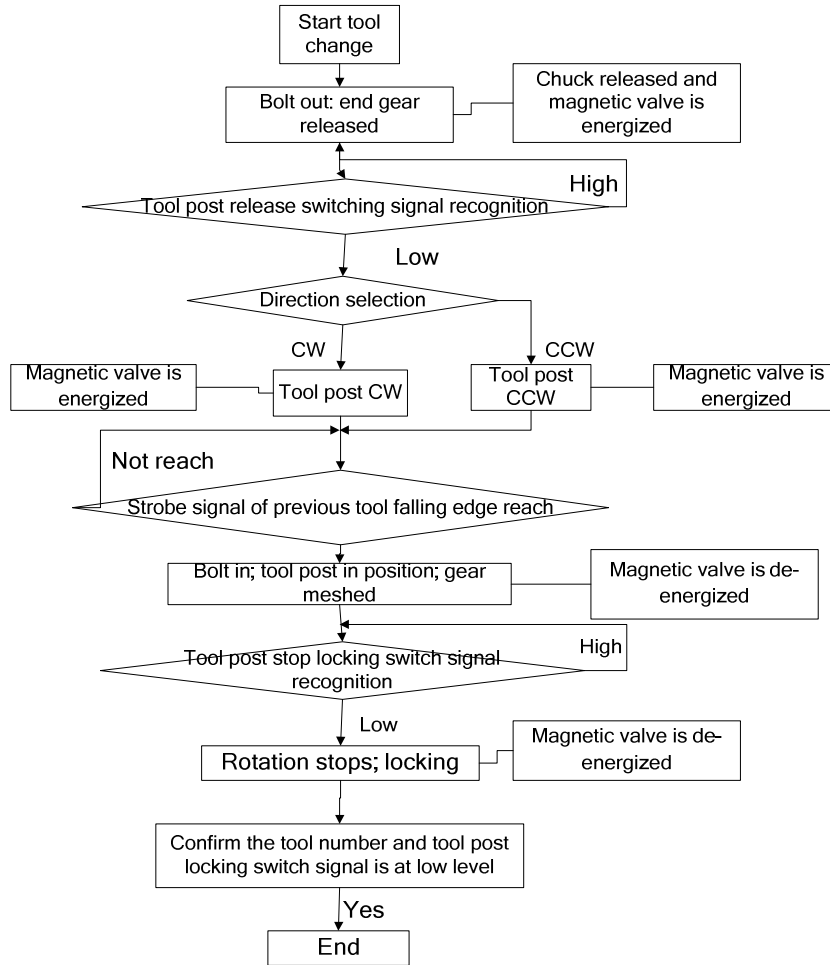 Start tool
change
Bolt out: end gear
released
Chuck released and
magnetic valve is
energized
High
Tool post release switching signal recognition
Low
Direction selection
CW
CCW
Magnetic valve is
energized
Tool post CW
Tool post
CCW
Magnetic valve is
energized
Not reach
Strobe signal of previous tool falling edge reach
Bolt in; tool post in position; gear
meshed
Magnetic valve is de-
energized
High
Tool post stop locking switch signal
recognition
Low
Rotation stops; locking
Magnetic valve is de-
energized
Confirm the tool number and tool post
locking switch signal is at low level
Yes
End